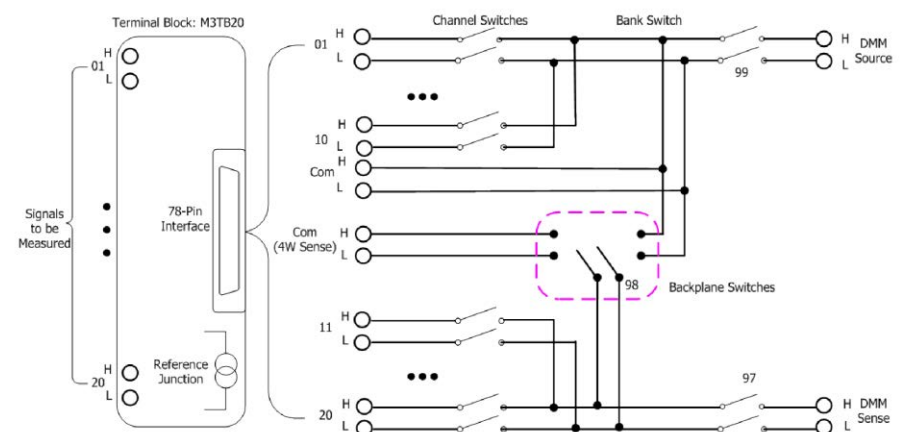 Terminal Block: M3TB20
H
01
L
Signals
to be
Measured
78-Pin
Interface
Reference
Junction
H
20
L
Channel Switches
Bank Switch
01
H
L
H
DMM
L
Source
99
10
H
L
Com
H
L
Com
(4W Sense)
H
L
98
Backplane Switches
11
H
L
97
20
H
L
H
DMM
L
Sense